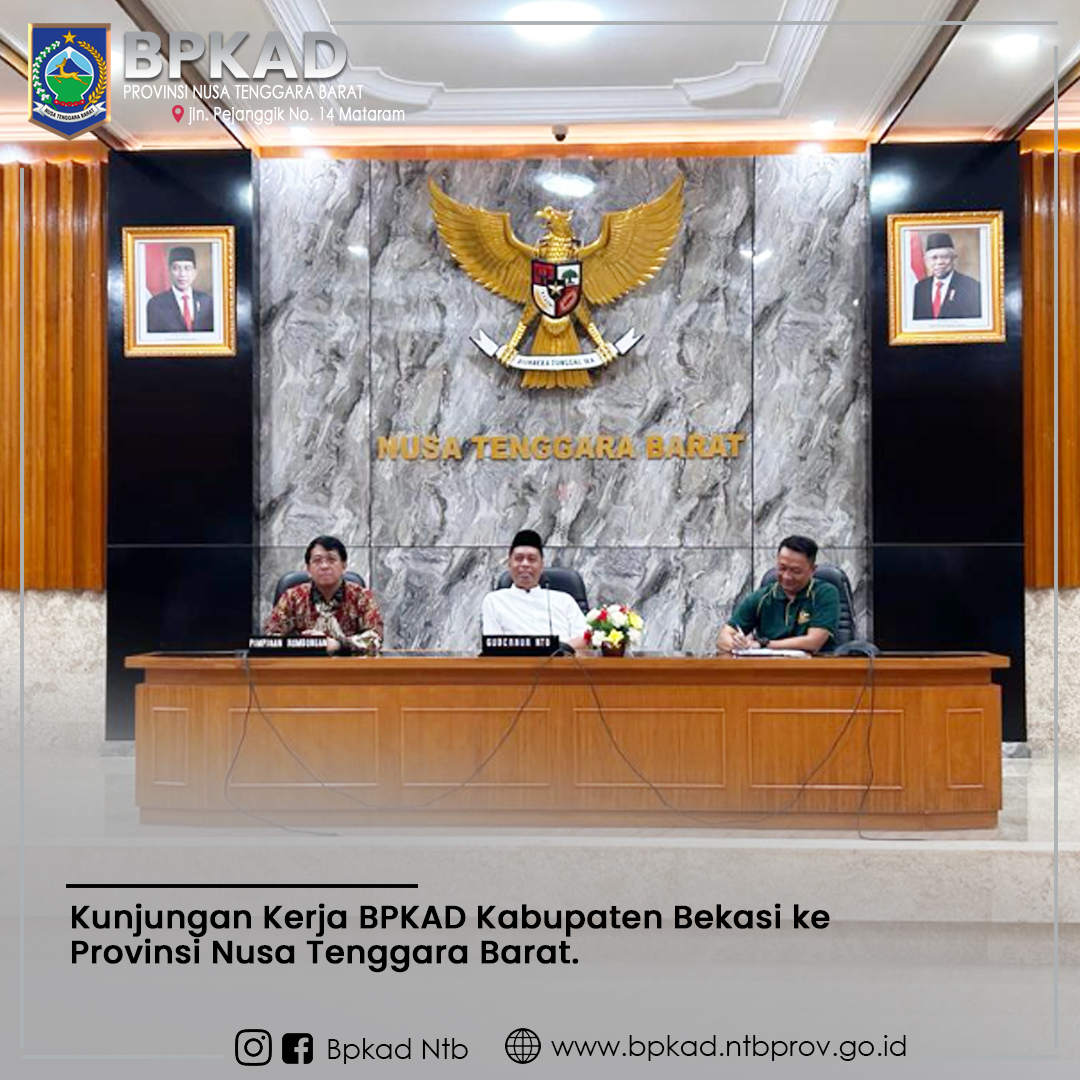 BPKAD
PROVINSI NUSA TENGGARA BARAT
jln. Pejanggik No. 14 Mataram
NUSA TENGGARA BARAT
BHINNEKA TUNGGAL IKA
NUSA TENGGARA BARAT
PIMPINAN ROMBONGAN
GUBERNUR NTB
Kunjungan Kerja BPKAD Kabupaten Bekasi ke
Provinsi Nusa Tenggara Barat.
Bpkad Ntb
www.bpkad.ntbprov.go.id